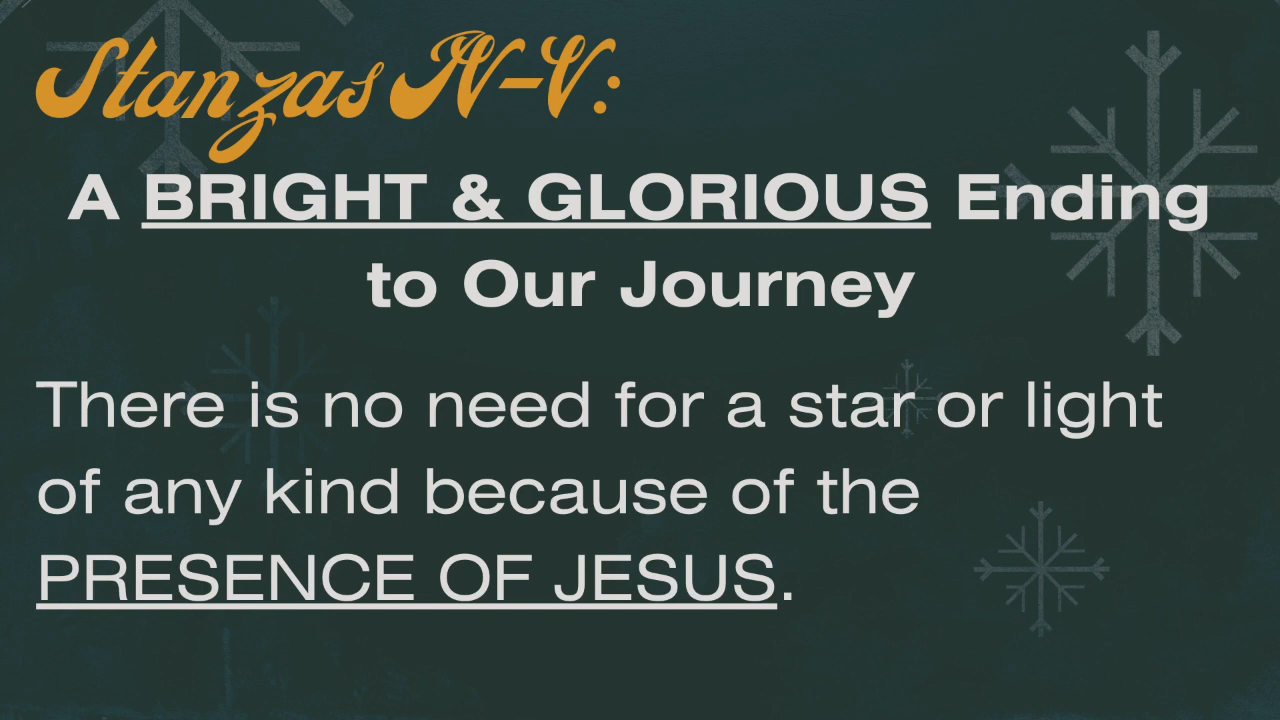 Stanzas IV-V:
A BRIGHT & GLORIOUS Ending
to Our Journey
There is no need for a star or light
of any kind because of the
PRESENCE OF JESUS.